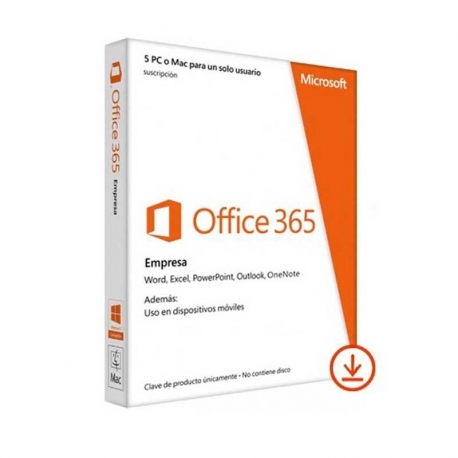 5 PC o Mac para un solo usuario
suscripción
Microsoft
Office 365
Empresa
Word, Excel, PowerPoint, Outlook, OneNote
Además:
Uso en dispositivos móviles
Clave de producto únicamente - No contiene disco
Office 365
Empresa
Mac